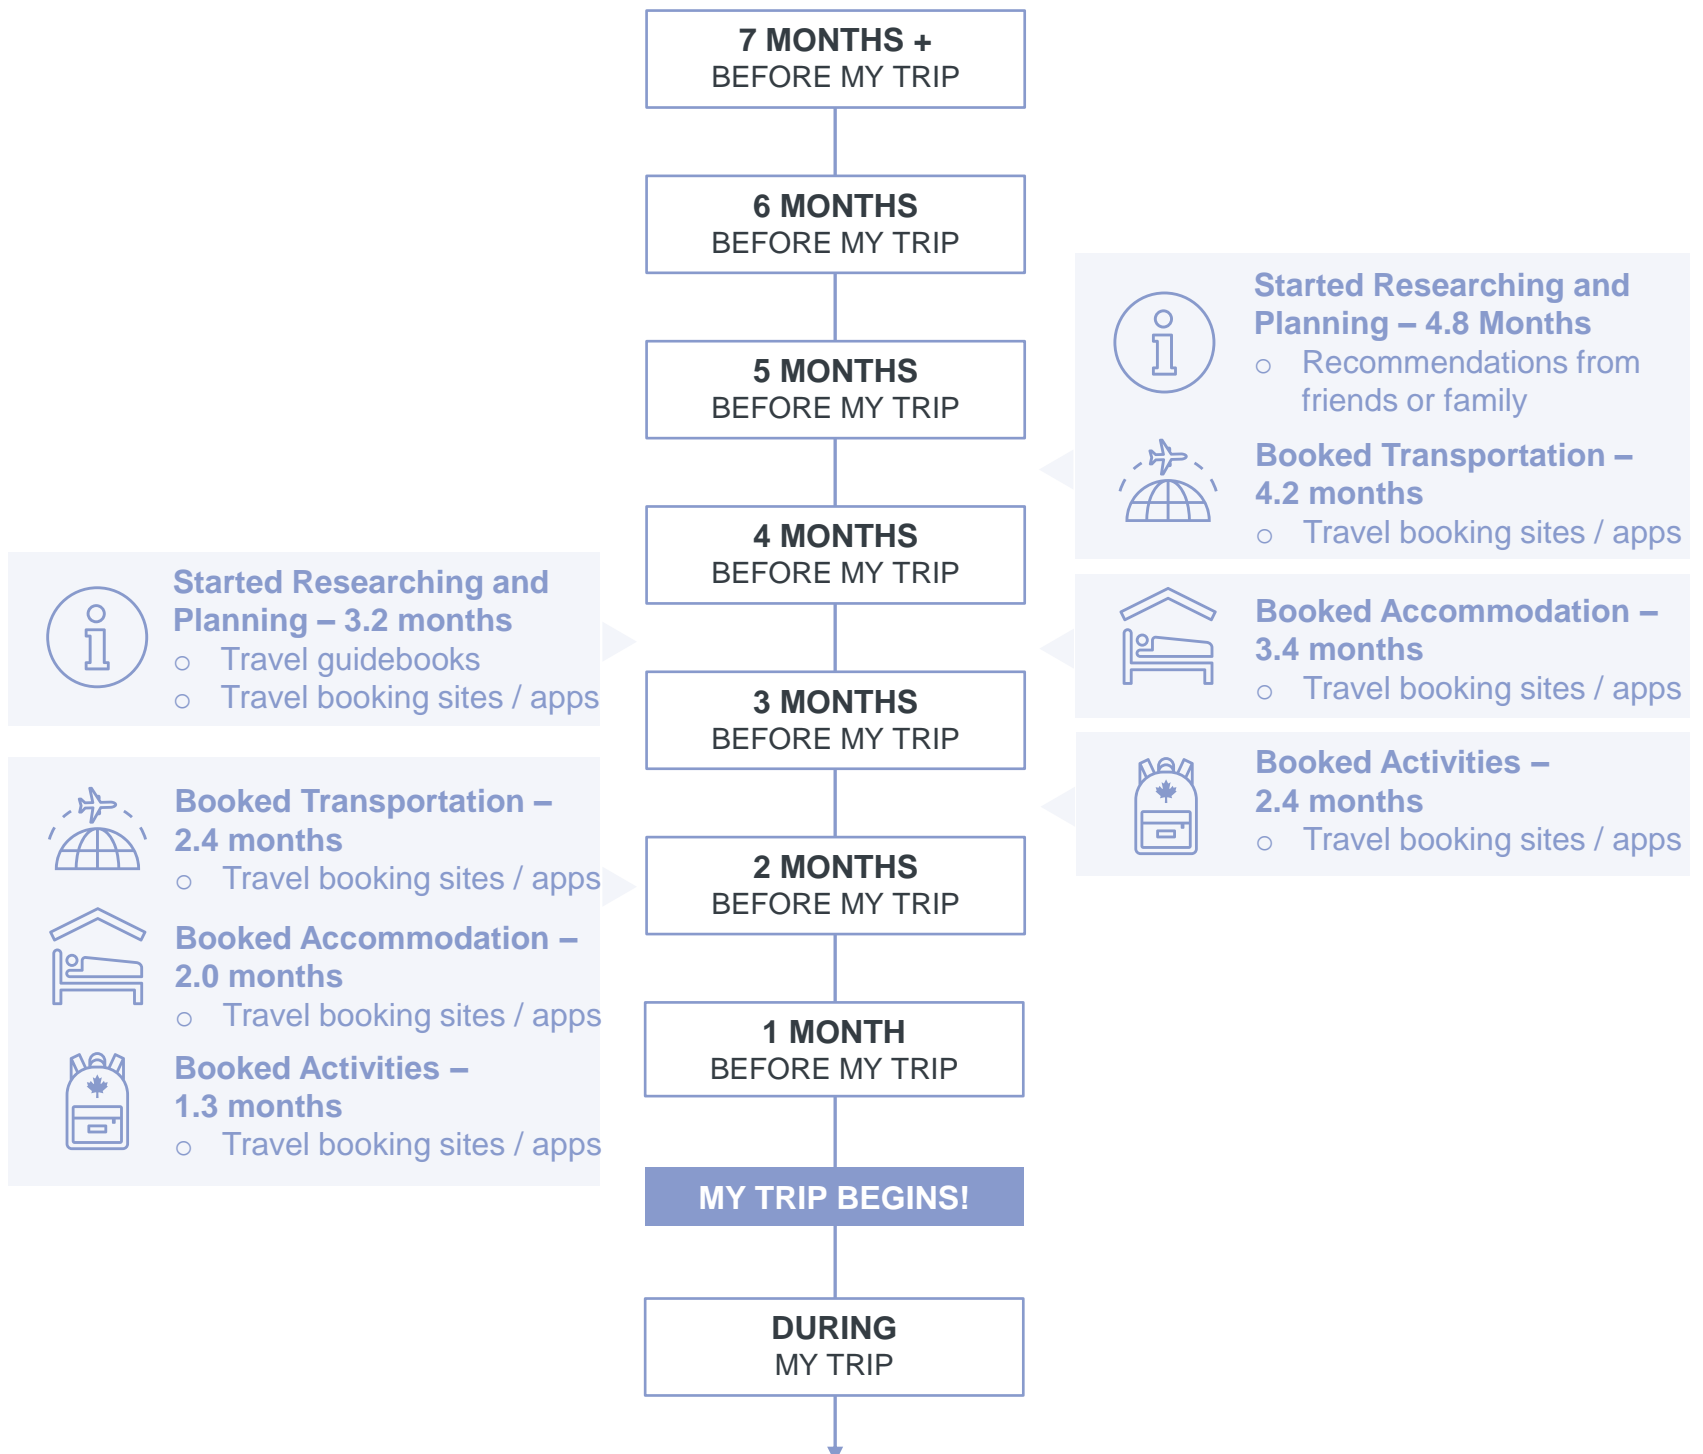 7 MONTHS +
BEFORE MY TRIP
6 MONTHS
BEFORE MY TRIP
5 MONTHS
BEFORE MY TRIP
4 MONTHS
BEFORE MY TRIP
3 MONTHS
BEFORE MY TRIP
2 MONTHS
BEFORE MY TRIP
1 MONTH
BEFORE MY TRIP
MY TRIP BEGINS!
DURING
MY TRIP
Started Researching and
Planning – 3.2 months
○ Travel guidebooks
○ Travel booking sites / apps
Booked Transportation –
2.4 months
○ Travel booking sites / apps
Booked Accommodation –
2.0 months
○ Travel booking sites / apps
Booked Activities –
1.3 months
○ Travel booking sites / apps
Started Researching and
Planning – 4.8 Months
○ Recommendations from
friends or family
Booked Transportation –
4.2 months
○ Travel booking sites / apps
Booked Accommodation –
3.4 months
○ Travel booking sites / apps
Booked Activities –
2.4 months
○ Travel booking sites / apps